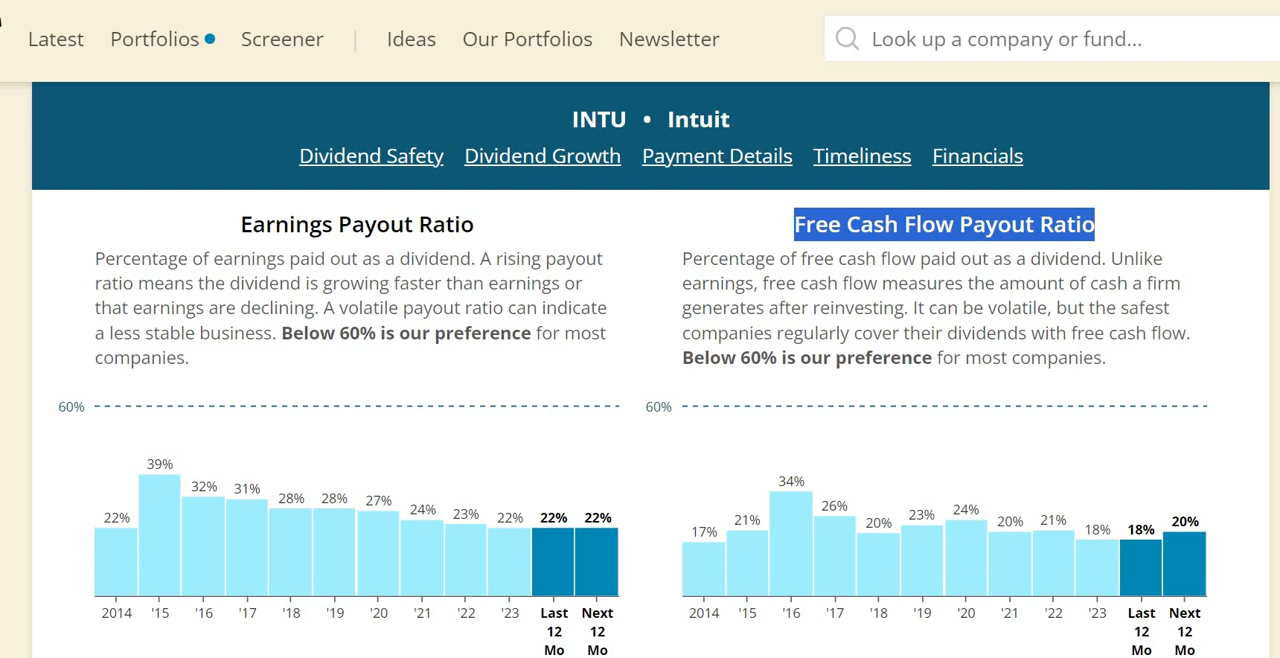 Latest Portfolios Screener | Ideas Our Portfolios Newsletter Look up a company or fund...
INTU • Intuit
Dividend Safety Dividend Growth Payment Details Timeliness Financials
Earnings Payout Ratio
Percentage of earnings paid out as a dividend. A rising payout
ratio means the dividend is growing faster than earnings or
that earnings are declining. A volatile payout ratio can indicate
a less stable business. Below 60% is our preference for most
companies.
60%
39%
32%
31%
28%
28%
27%
24%
23%
22%
22%
22%
22%
2014 '15 '16 '17 '18 '19 '20 '21 '22 '23 Last Next
12 12
Mo Mo
Free Cash Flow Payout Ratio
Percentage of free cash flow paid out as a dividend. Unlike
earnings, free cash flow measures the amount of cash a firm
generates after reinvesting. It can be volatile, but the safest
companies regularly cover their dividends with free cash flow.
Below 60% is our preference for most companies.
60%
17%
21%
34%
26%
20%
23%
24%
20%
21%
18%
18%
20%
2014 '15 '16 '17 '18 '19 '20 '21 '22 '23 Last Next
12 12
Mo Mo